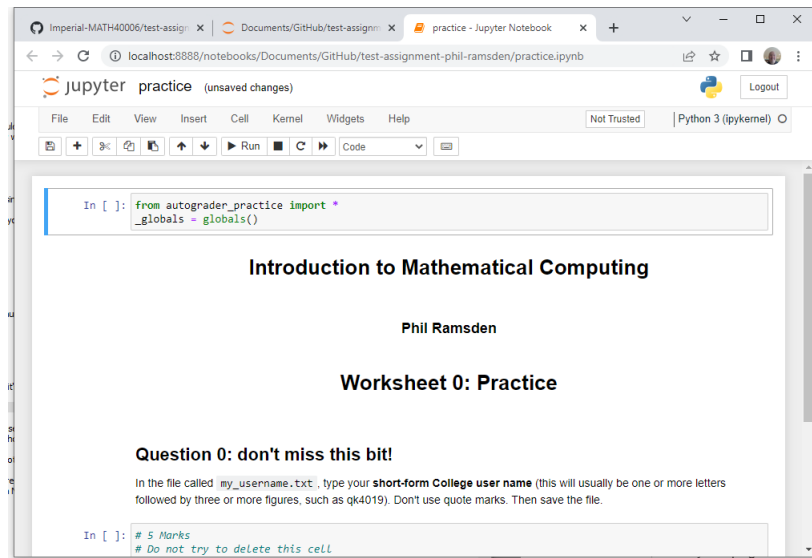 Imperial-MATH40006/test-assign
Documents/GitHub/test-assignm
practice - Jupyter Notebook
localhost:8888/notebooks/Documents/GitHub/test-assignment-phil-ramsden/practice.ipynb
jupyter practice (unsaved changes)
Logout
File Edit View Insert Cell Kernel Widgets Help
Not Trusted
Python 3 (ipykernel)
Run
Code
In [ ]: from autograder_practice import *
_globals = globals()
Introduction to Mathematical Computing
Phil Ramsden
Worksheet 0: Practice
Question 0: don't miss this bit!
In the file called my_username.txt , type your short-form College user name (this will usually be one or more letters
followed by three or more figures, such as qk4019). Don't use quote marks. Then save the file.
In [ ]: # 5 Marks
# Do not try to delete this cell